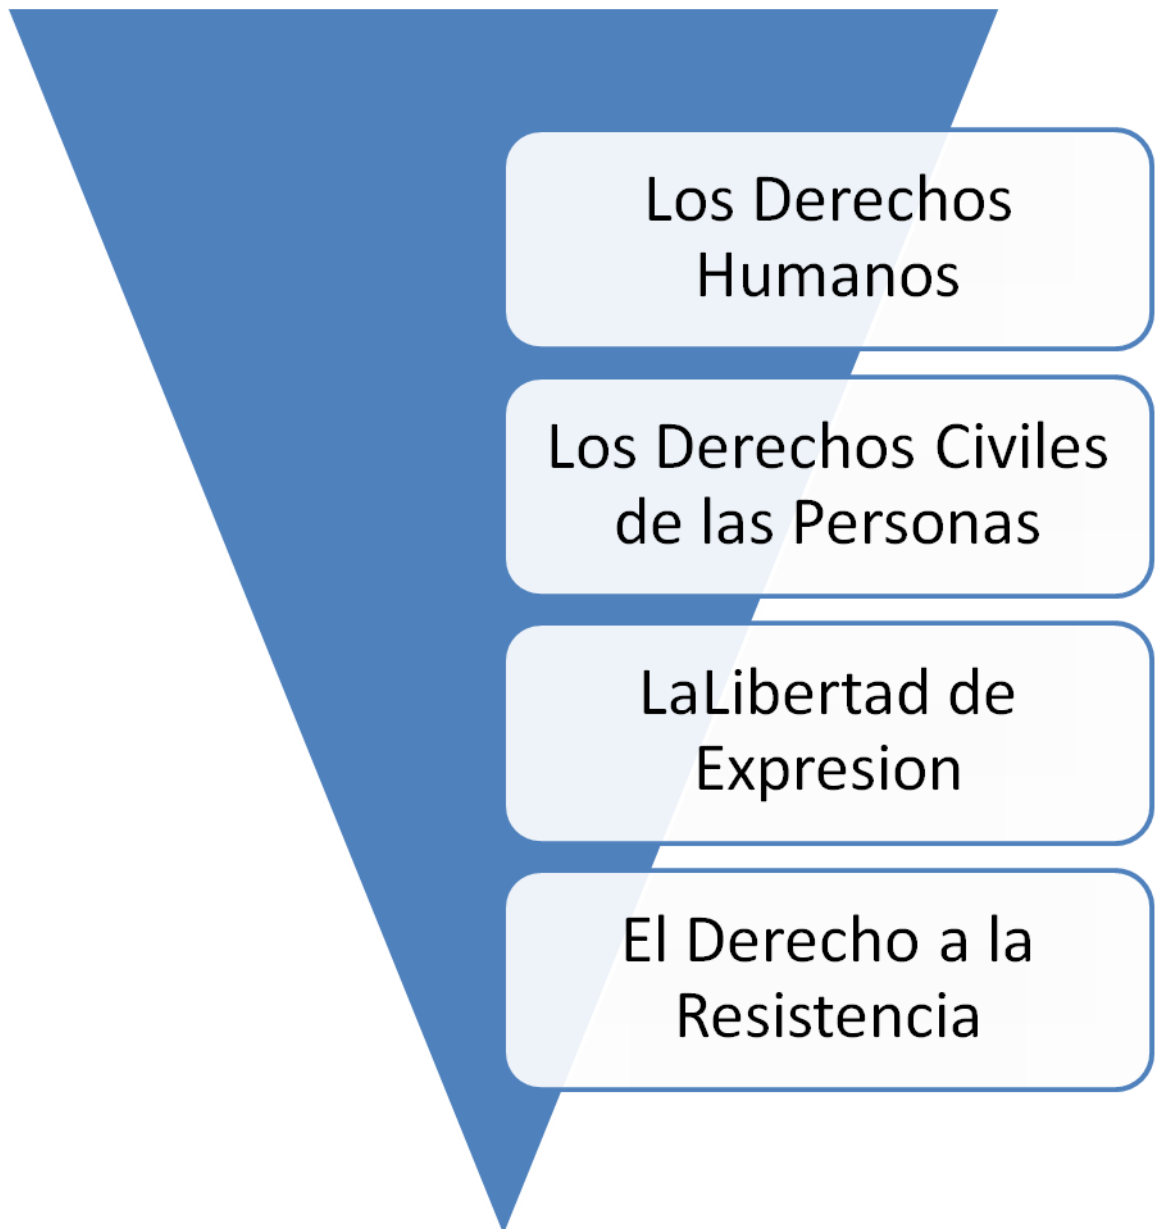 Los Derechos
Humanos
Los Derechos Civiles
de las Personas
LaLibertad de
Expresion
El Derecho a la
Resistencia